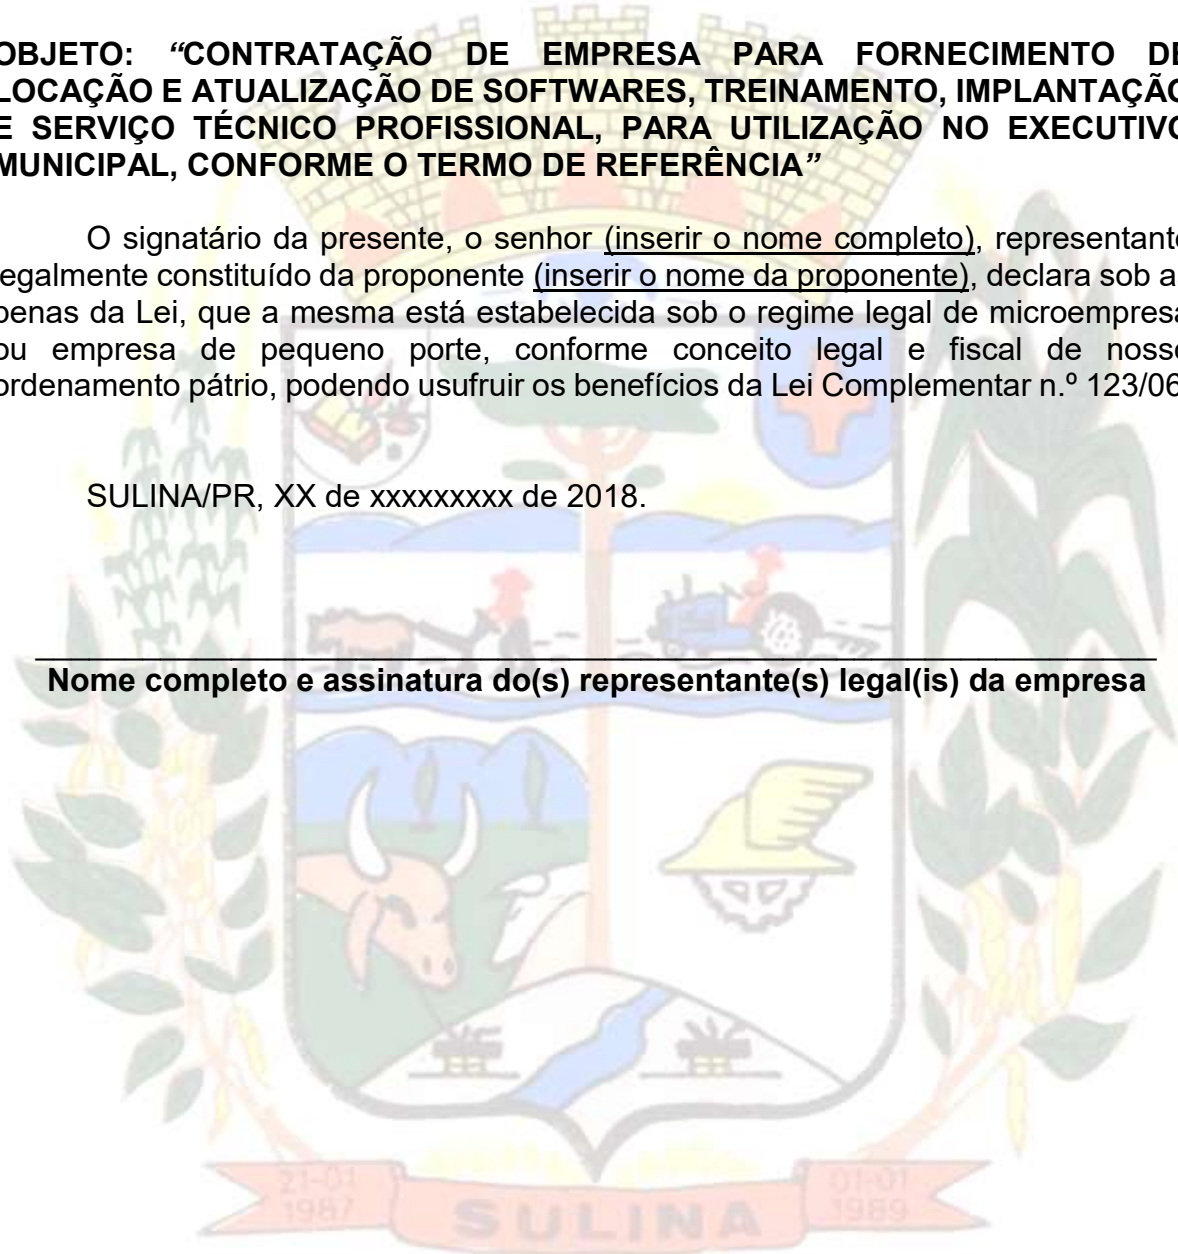 OBJETO: “CONTRATAÇÃO DE EMPRESA PARA FORNECIMENTO DE
LOCAÇÃO E ATUALIZAÇÃO DE SOFTWARES, TREINAMENTO, IMPLANTAÇÃO
E SERVIÇO TÉCNICO PROFISSIONAL, PARA UTILIZAÇÃO NO EXECUTIVO
MUNICIPAL, CONFORME O TERMO DE REFERÊNCIA”
O signatário da presente, o senhor (inserir o nome completo), representante
legalmente constituído da proponente (inserir o nome da proponente), declara sob a
penas da Lei, que a mesma está estabelecida sob o regime legal de microempresa
ou empresa de pequeno porte, conforme conceito legal e fiscal de nosso
ordenamento pátrio, podendo usufruir os benefícios da Lei Complementar n.º 123/06
SULINA/PR, XX de xxxxxxxxx de 2018.
Nome completo e assinatura do(s) representante(s) legal(is) da empresa
21-01
1987
SULINA
01-01
1989